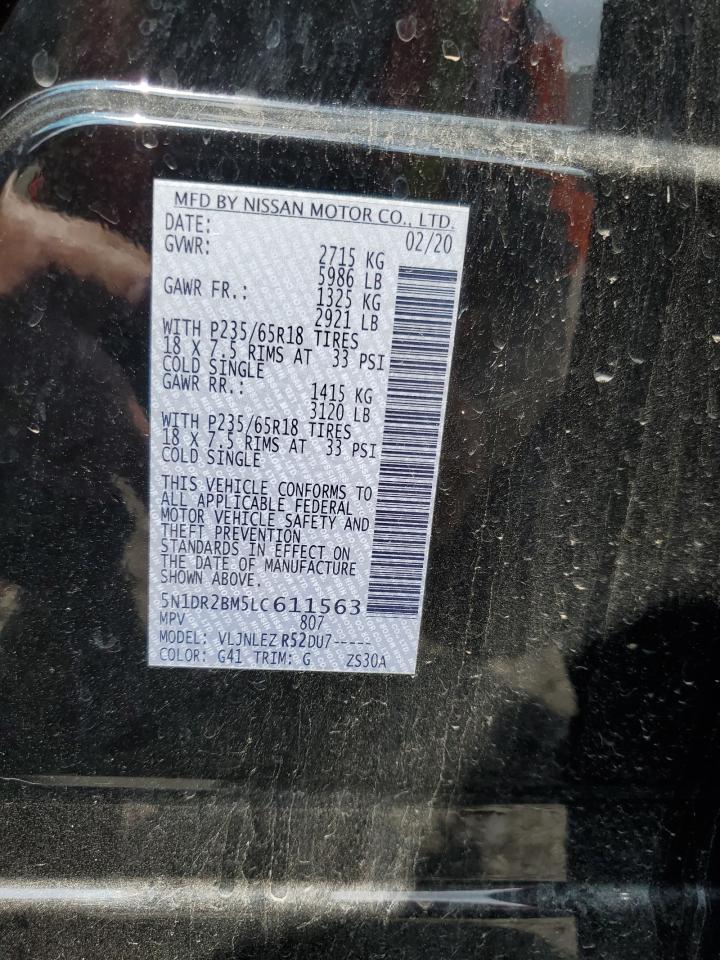 MFD BY NISSAN MOTOR CO., LTD.
DATE: 02/20
GVWR: 2715 KG
5986 LB
GAWR FR.: 1325 KG
2921 LB
WITH P235/65R18 TIRES
18 X 7.5 RIMS AT 33 PSI
COLD SINGLE
GAWR RR.: 1415 KG
3120 LB
WITH P235/65R18 TIRES
18 X 7.5 RIMS AT 33 PSI
COLD SINGLE
THIS VEHICLE CONFORMS TO
ALL APPLICABLE FEDERAL
MOTOR VEHICLE SAFETY AND
THEFT PREVENTION
STANDARDS IN EFFECT ON
THE DATE OF MANUFACTURE
SHOWN ABOVE.
5N1DR2BM5LC611563
MPV 807
MODEL: VLJNLEZ R52DU7-----
COLOR: G41 TRIM: G ZS30A